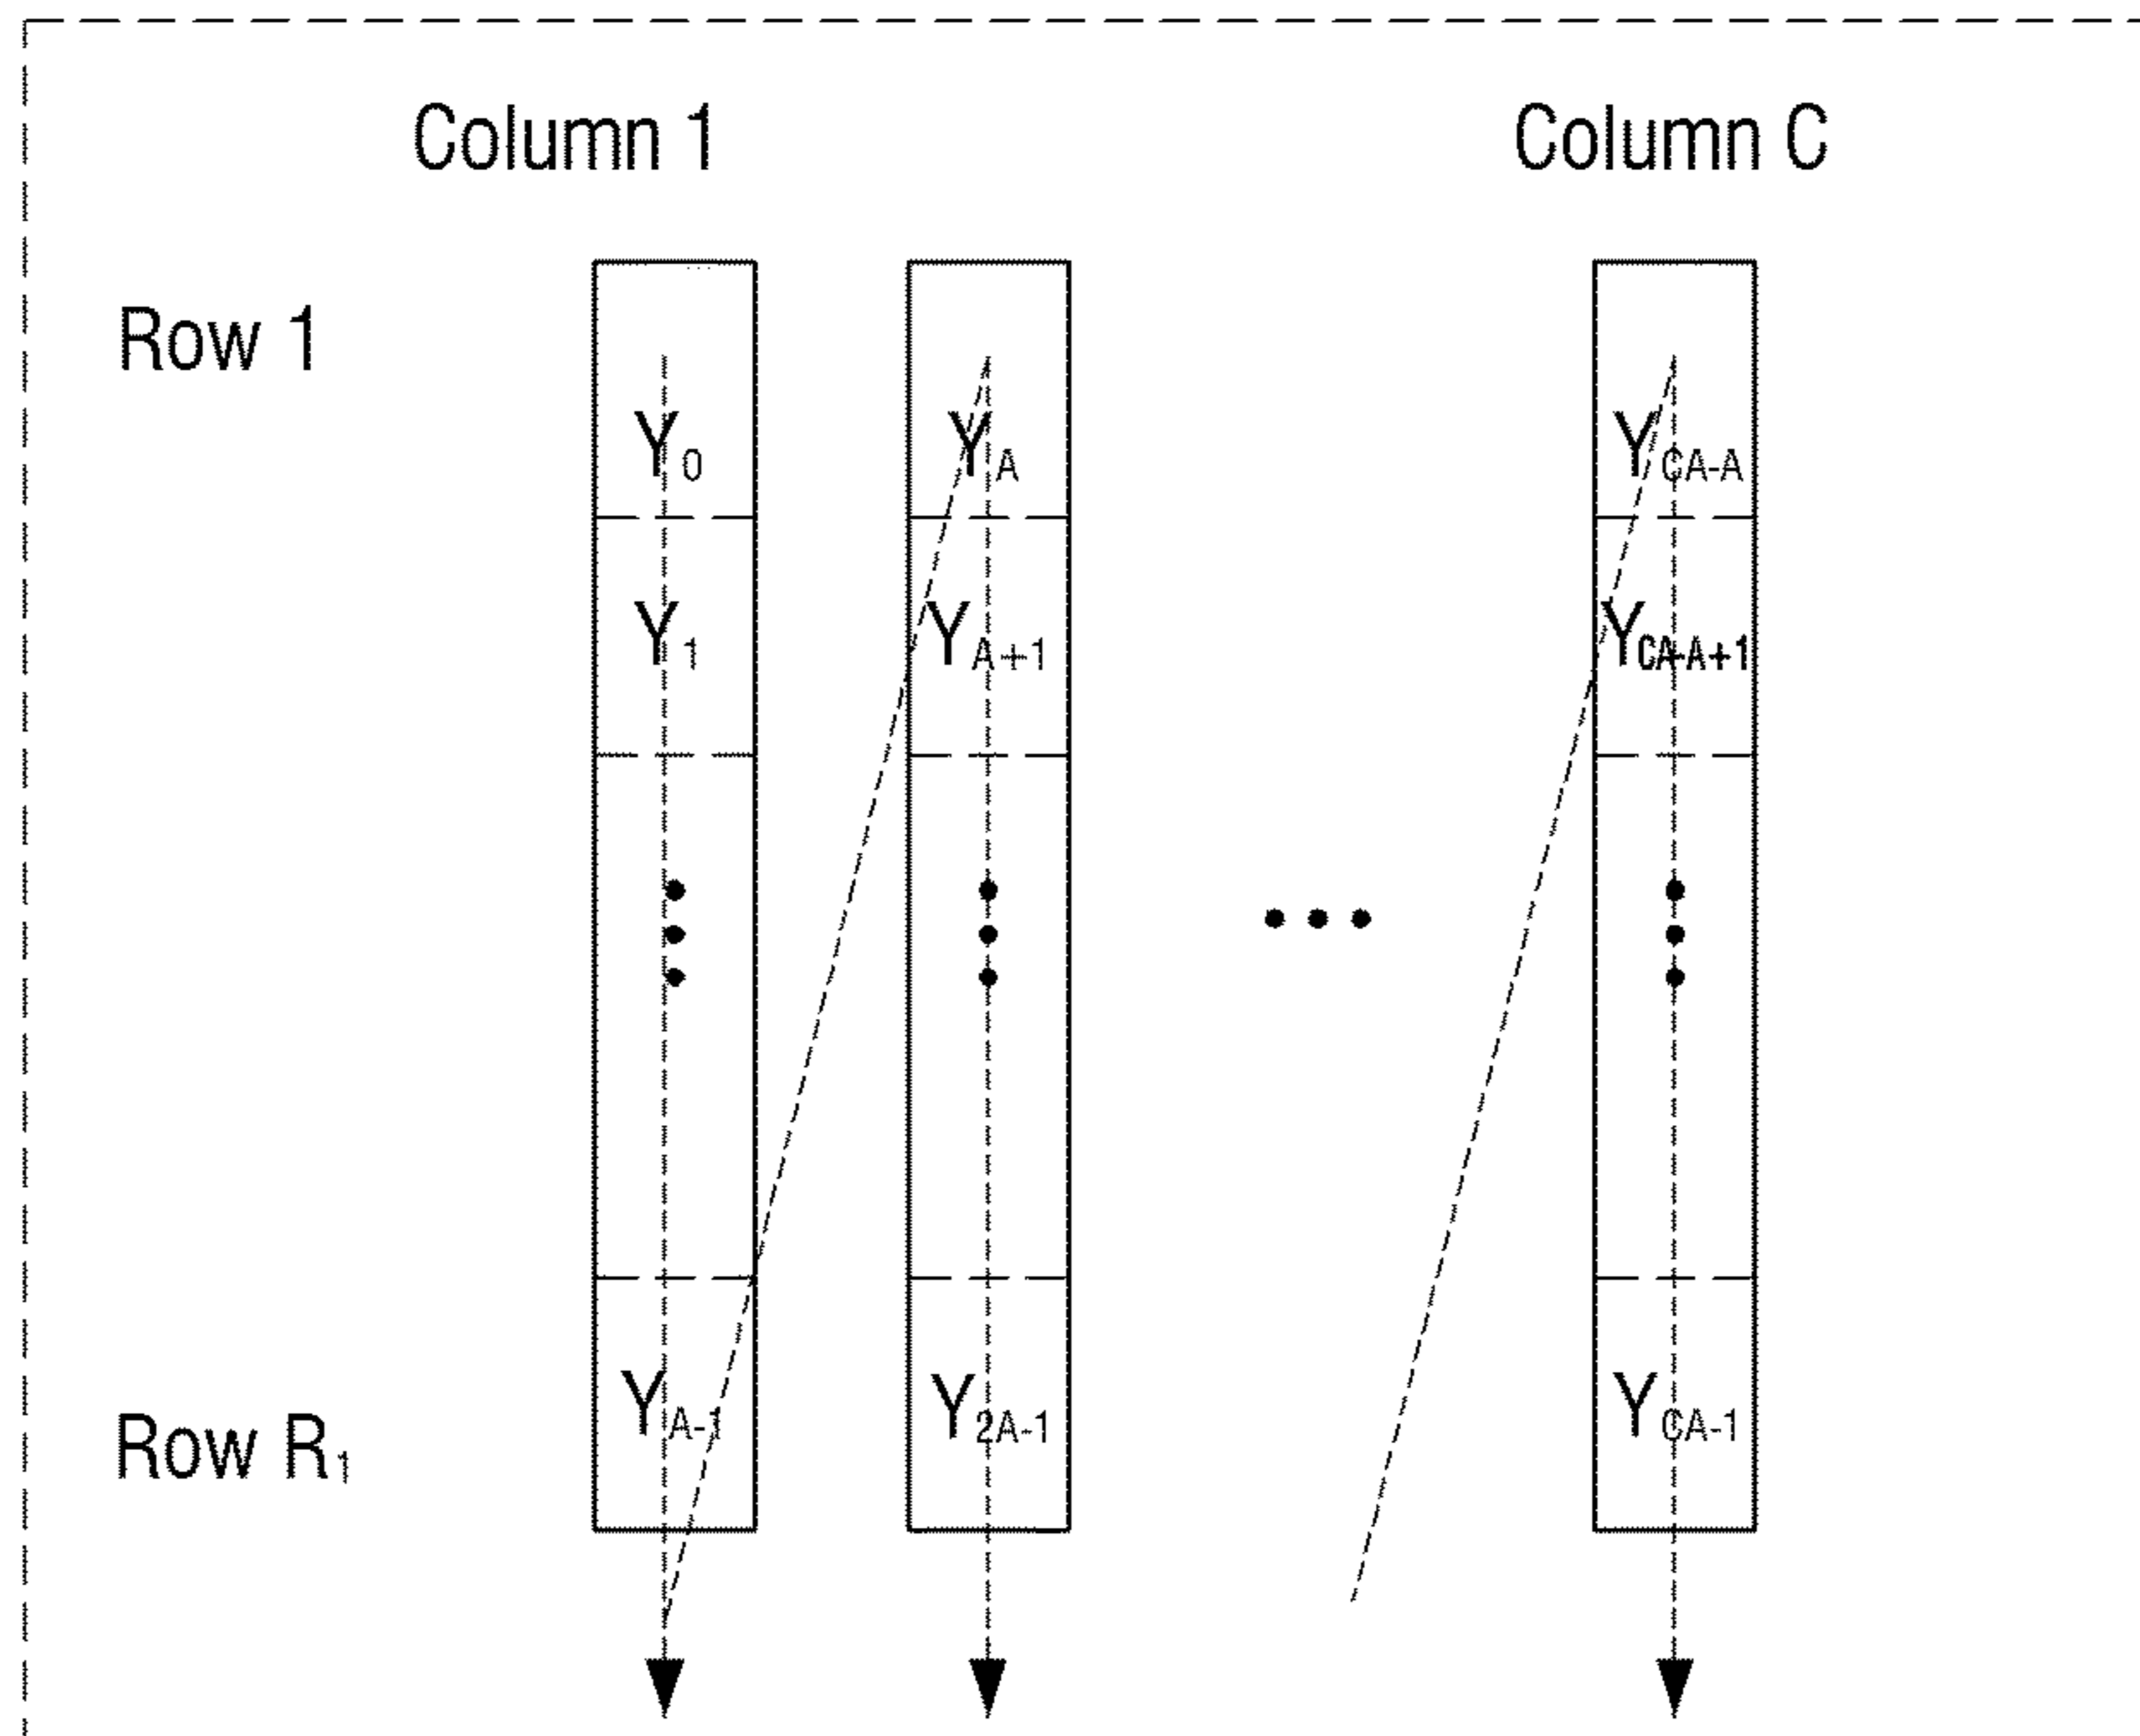 Column 1 Column C
Row 1
Y0 YA YCA-A
Y1 YA+1 YCA-A+1
YA-1 Y2A-1 YCA-1
Row R1